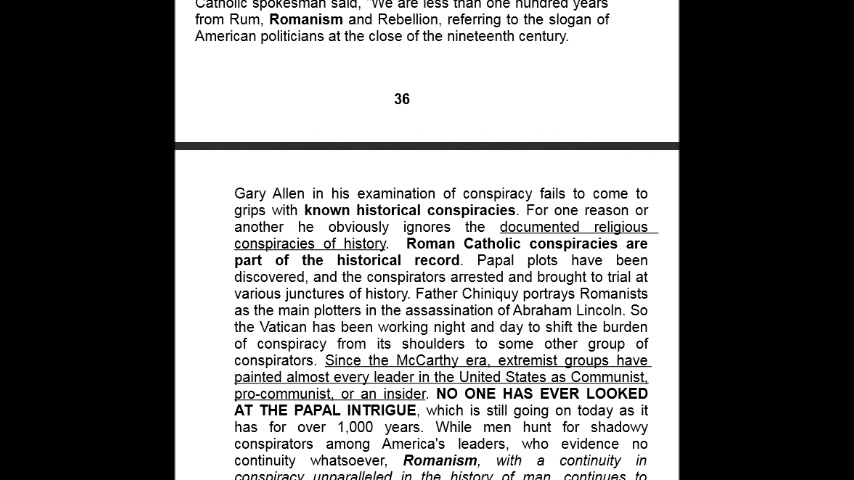 Catholic spokesman said, "We are less than one hundred years
from Rum, Romanism and Rebellion, referring to the slogan of
American politicians at the close of the nineteenth century.
36
Gary Allen in his examination of conspiracy fails to come to
grips with known historical conspiracies. For one reason or
another he obviously ignores the documented religious
conspiracies of history. Roman Catholic conspiracies are
part of the historical record. Papal plots have been
discovered, and the conspirators arrested and brought to trial at
various junctures of history. Father Chiniquy portrays Romanists
as the main plotters in the assassination of Abraham Lincoln. So
the Vatican has been working night and day to shift the burden
of conspiracy from its shoulders to some other group of
conspirators. Since the McCarthy era, extremist groups have
painted almost every leader in the United States as Communist,
pro-communist, or an insider. NO ONE HAS EVER LOOKED
AT THE PAPAL INTRIGUE, which is still going on today as it
has for over 1,000 years. While men hunt for shadowy
conspirators among America's leaders, who evidence no
continuity whatsoever, Romanism, with a continuity in
conspiracy unparalleled in the history of man, continues to